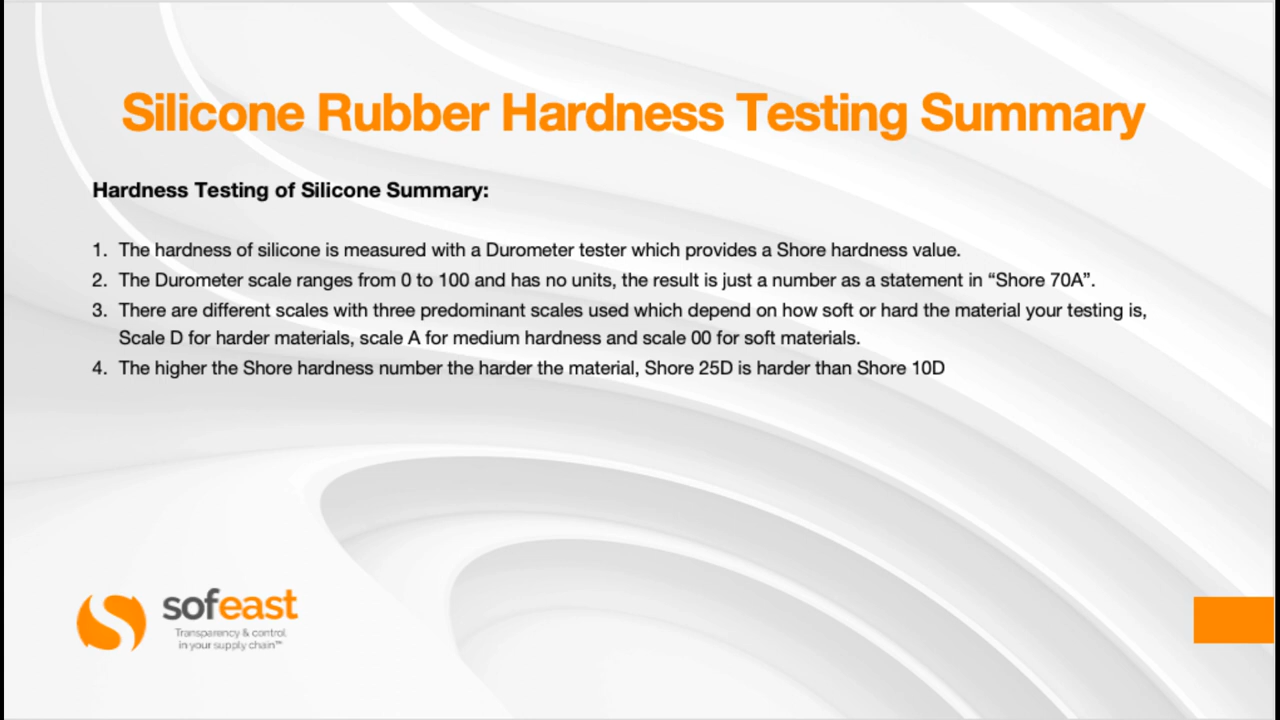 Silicone Rubber Hardness Testing Summary
Hardness Testing of Silicone Summary:
1. The hardness of silicone is measured with a Durometer tester which provides a Shore hardness value.
2. The Durometer scale ranges from 0 to 100 and has no units, the result is just a number as a statement in “Shore 70A”.
3. There are different scales with three predominant scales used which depend on how soft or hard the material your testing is,
Scale D for harder materials, scale A for medium hardness and scale 00 for soft materials.
4. The higher the Shore hardness number the harder the material, Shore 25D is harder than Shore 10D
sofeast
Transparency & control
in your supply chain™